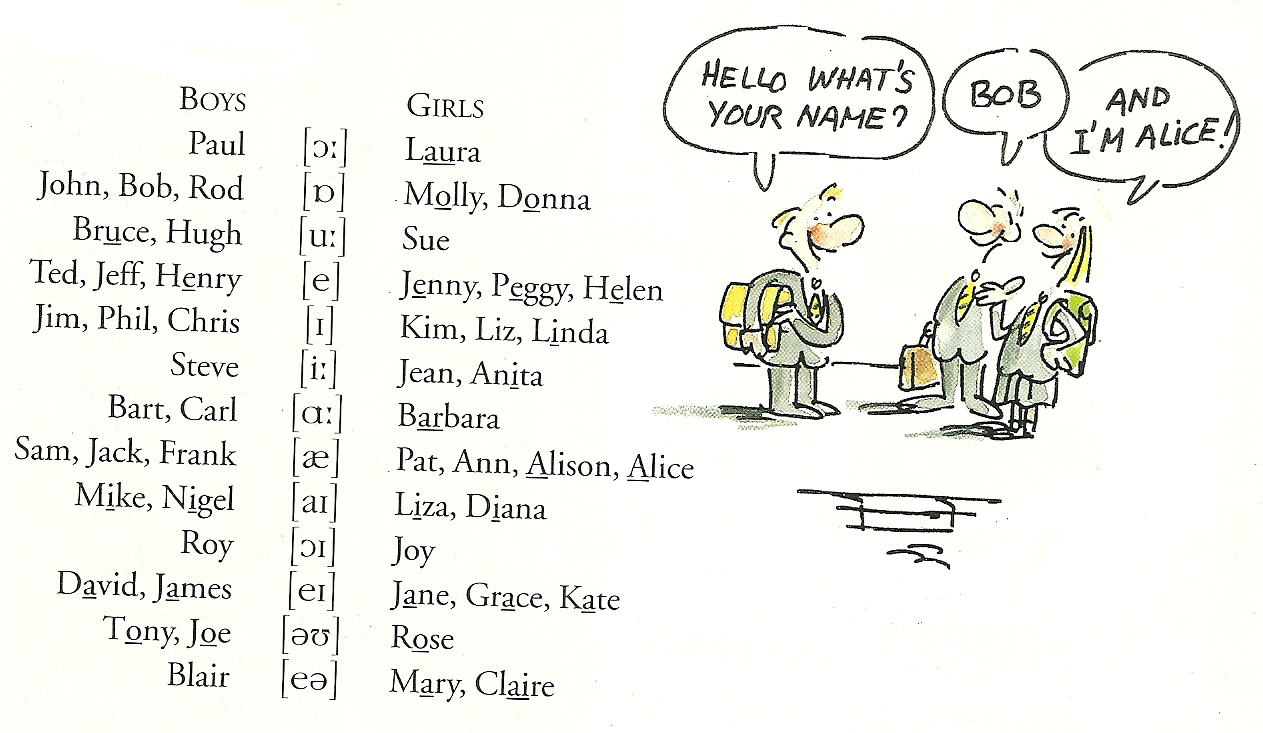 BOYS GIRLS
Paul [ɔː] Laura
John, Bob, Rod [ɒ] Molly, Donna
Bruce, Hugh [uː] Sue
Ted, Jeff, Henry [e] Jenny, Peggy, Helen
Jim, Phil, Chris [ɪ] Kim, Liz, Linda
Steve [iː] Jean, Anita
Bart, Carl [ɑː] Barbara
Sam, Jack, Frank [æ] Pat, Ann, Alison, Alice
Mike, Nigel [aɪ] Liza, Diana
Roy [ɔɪ] Joy
David, James [eɪ] Jane, Grace, Kate
Tony, Joe [əʊ] Rose
Blair [eə] Mary, Claire
HELLO WHAT'S
YOUR NAME?
BOB
AND
I'M ALICE!